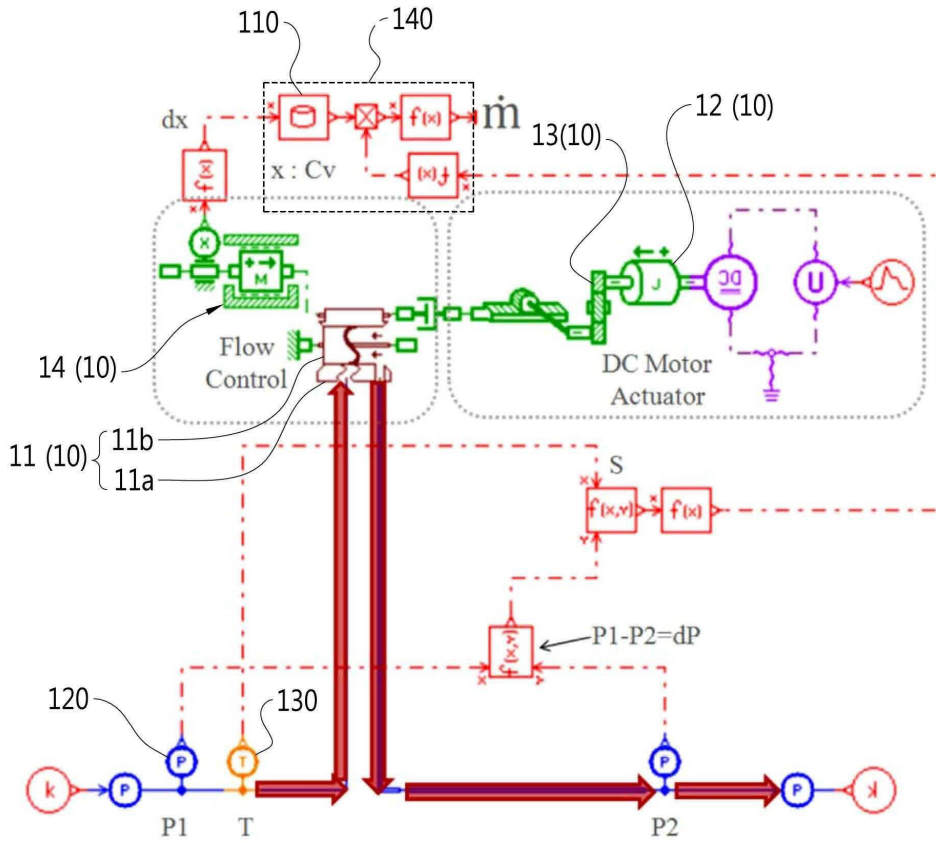 110
140
dx
x
f(x)
ṁ
12 (10)
13(10)
x : Cv
f(x)
x
f(x)
x
X
M
J
DC
U
14 (10)
Flow
Control
DC Motor
Actuator
11 (10)
11b
11a
S
x
f(x,y)
y
x
f(x)
f(x,y)
x
y
P1-P2=dP
120
130
P
T
P
k
P
P
k
P1
T
P2